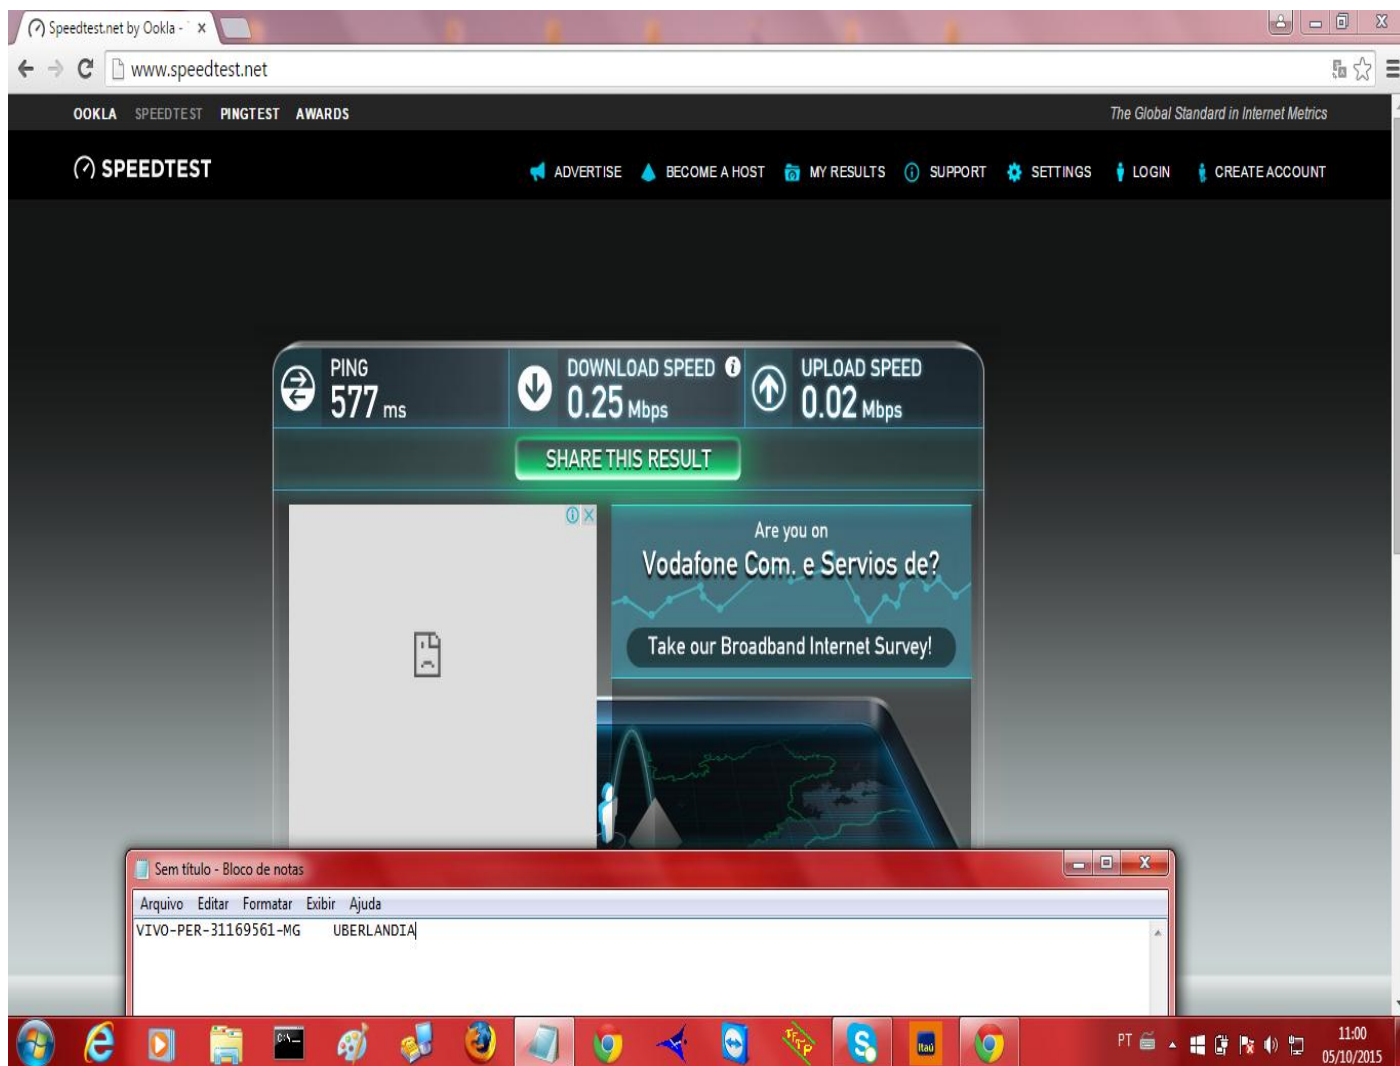 Speedtest.net by Ookla -
www.speedtest.net
OOKLA SPEEDTEST PINGTEST AWARDS
The Global Standard in Internet Metrics
SPEEDTEST
ADVERTISE BECOME A HOST MY RESULTS SUPPORT SETTINGS LOGIN CREATE ACCOUNT
PING
577 ms
DOWNLOAD SPEED
0.25 Mbps
UPLOAD SPEED
0.02 Mbps
SHARE THIS RESULT
Are you on
Vodafone Com. e Servios de?
Take our Broadband Internet Survey!
Sem título - Bloco de notas
Arquivo Editar Formatar Exibir Ajuda
VIVO-PER-31169561-MG UBERLANDIA
C:\_
TFTP
Itaú
PT
11:00
05/10/2015